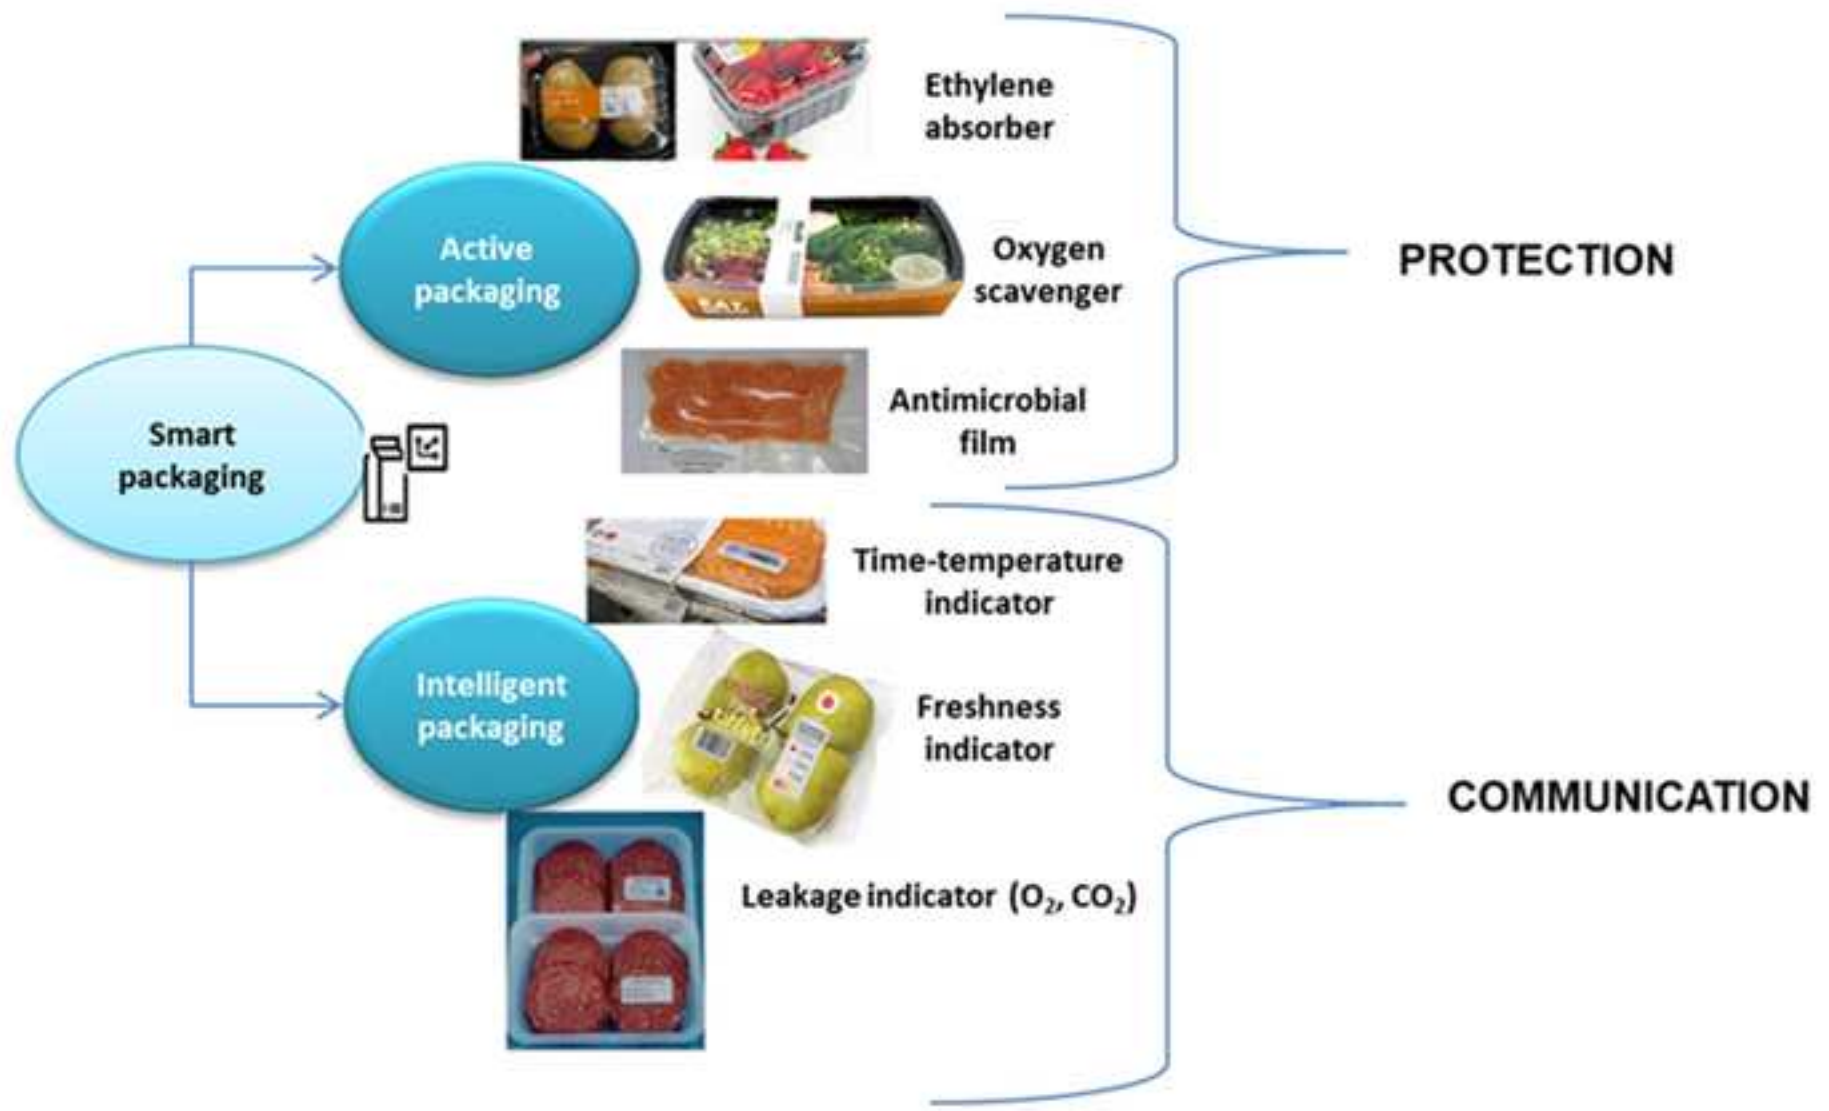 Ethylene
absorber
Active
packaging
Oxygen
scavenger
EAT.
PROTECTION
Antimicrobial
film
Smart
packaging
Time-temperature
indicator
Intelligent
packaging
Freshness
indicator
COMMUNICATION
Leakage indicator (O₂, CO₂)